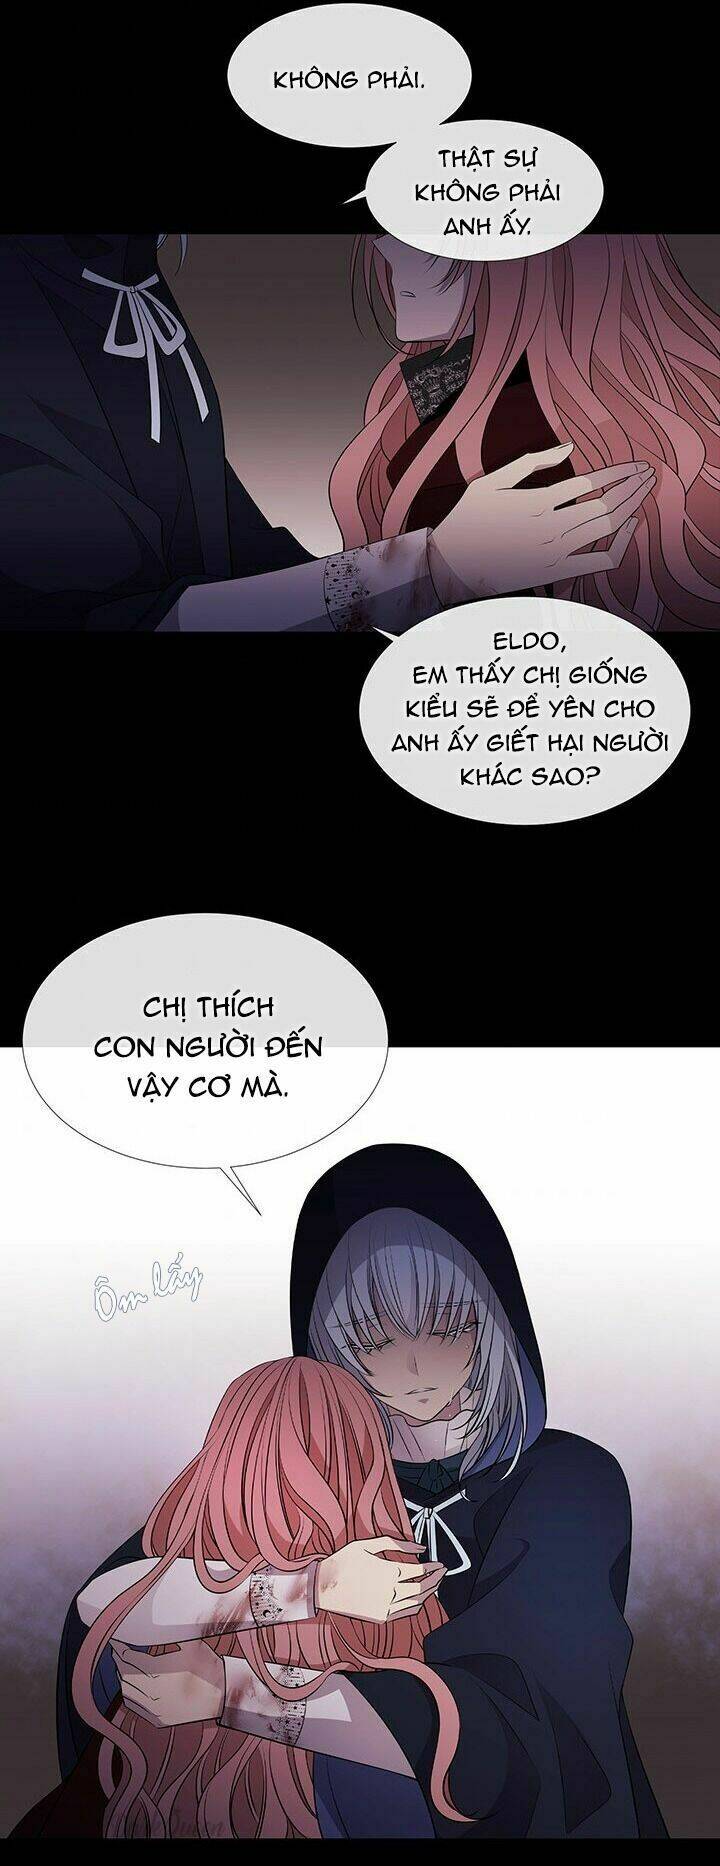 KHÔNG PHẢI.
THẬT SỰ
KHÔNG PHẢI
ANH ẤY.
ELDO,
EM THẤY CHỊ GIỐNG
KIỂU SẼ ĐỂ YÊN CHO
ANH ẤY GIẾT HẠI NGƯỜI
KHÁC SAO?
CHỊ THÍCH
CON NGƯỜI ĐẾN
VẬY CƠ MÀ.
Ôm lấy
Queen